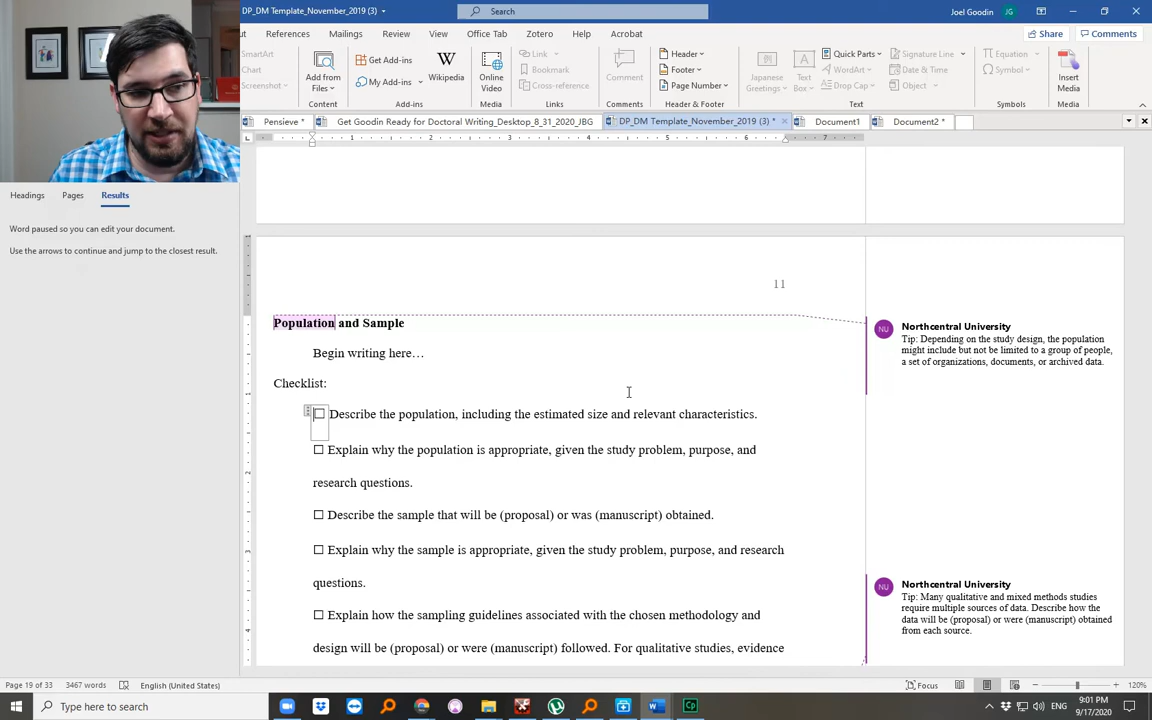 DP_DM Template_November_2019 (3)
Search
Joel Goodin
JG
References
Mailings
Review
View
Office Tab
Zotero
Help
Acrobat
Share
Comments
SmartArt
Chart
Screenshot
Add from
Files
Content
Get Add-ins
My Add-ins
Wikipedia
Add-ins
Online
Video
Media
Link
Bookmark
Cross-reference
Links
Comment
Comments
Header
Footer
Page Number
Header & Footer
Japanese
Greetings
Text
Box
Quick Parts
WordArt
Drop Cap
Signature Line
Date & Time
Object
Text
Equation
Symbol
Symbols
Insert
Media
Media
Pensieve *
Get Goodin Ready for Doctoral Writing_Desktop_8_31_2020_JBG
DP_DM Template_November_2019 (3) *
Document1
Document2 *
Headings
Pages
Results
Word paused so you can edit your document.
Use the arrows to continue and jump to the closest result.
11
Population and Sample
Begin writing here…
Checklist:
☐ Describe the population, including the estimated size and relevant characteristics.
☐ Explain why the population is appropriate, given the study problem, purpose, and
research questions.
☐ Describe the sample that will be (proposal) or was (manuscript) obtained.
☐ Explain why the sample is appropriate, given the study problem, purpose, and research
questions.
☐ Explain how the sampling guidelines associated with the chosen methodology and
design will be (proposal) or were (manuscript) followed. For qualitative studies, evidence
NU
Northcentral University
Tip: Depending on the study design, the population
might include but not be limited to a group of people,
a set of organizations, documents, or archived data.
NU
Northcentral University
Tip: Many qualitative and mixed methods studies
require multiple sources of data. Describe how the
data will be (proposal) or were (manuscript) obtained
from each source.
Page 19 of 33
3467 words
English (United States)
Focus
120%
Type here to search
ENG
9:01 PM
9/17/2020